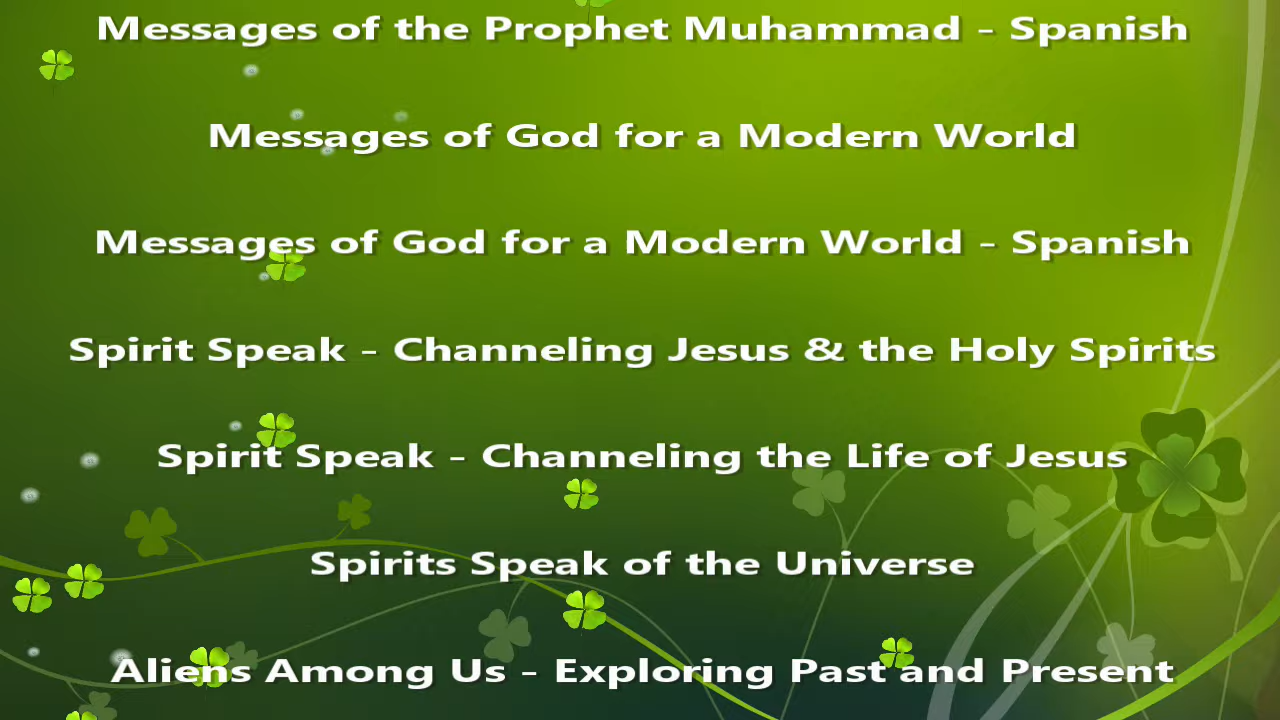 Messages of the Prophet Muhammad - Spanish
Messages of God for a Modern World
Messages of God for a Modern World - Spanish
Spirit Speak - Channeling Jesus & the Holy Spirits
Spirit Speak - Channeling the Life of Jesus
Spirits Speak of the Universe
Aliens Among Us - Exploring Past and Present